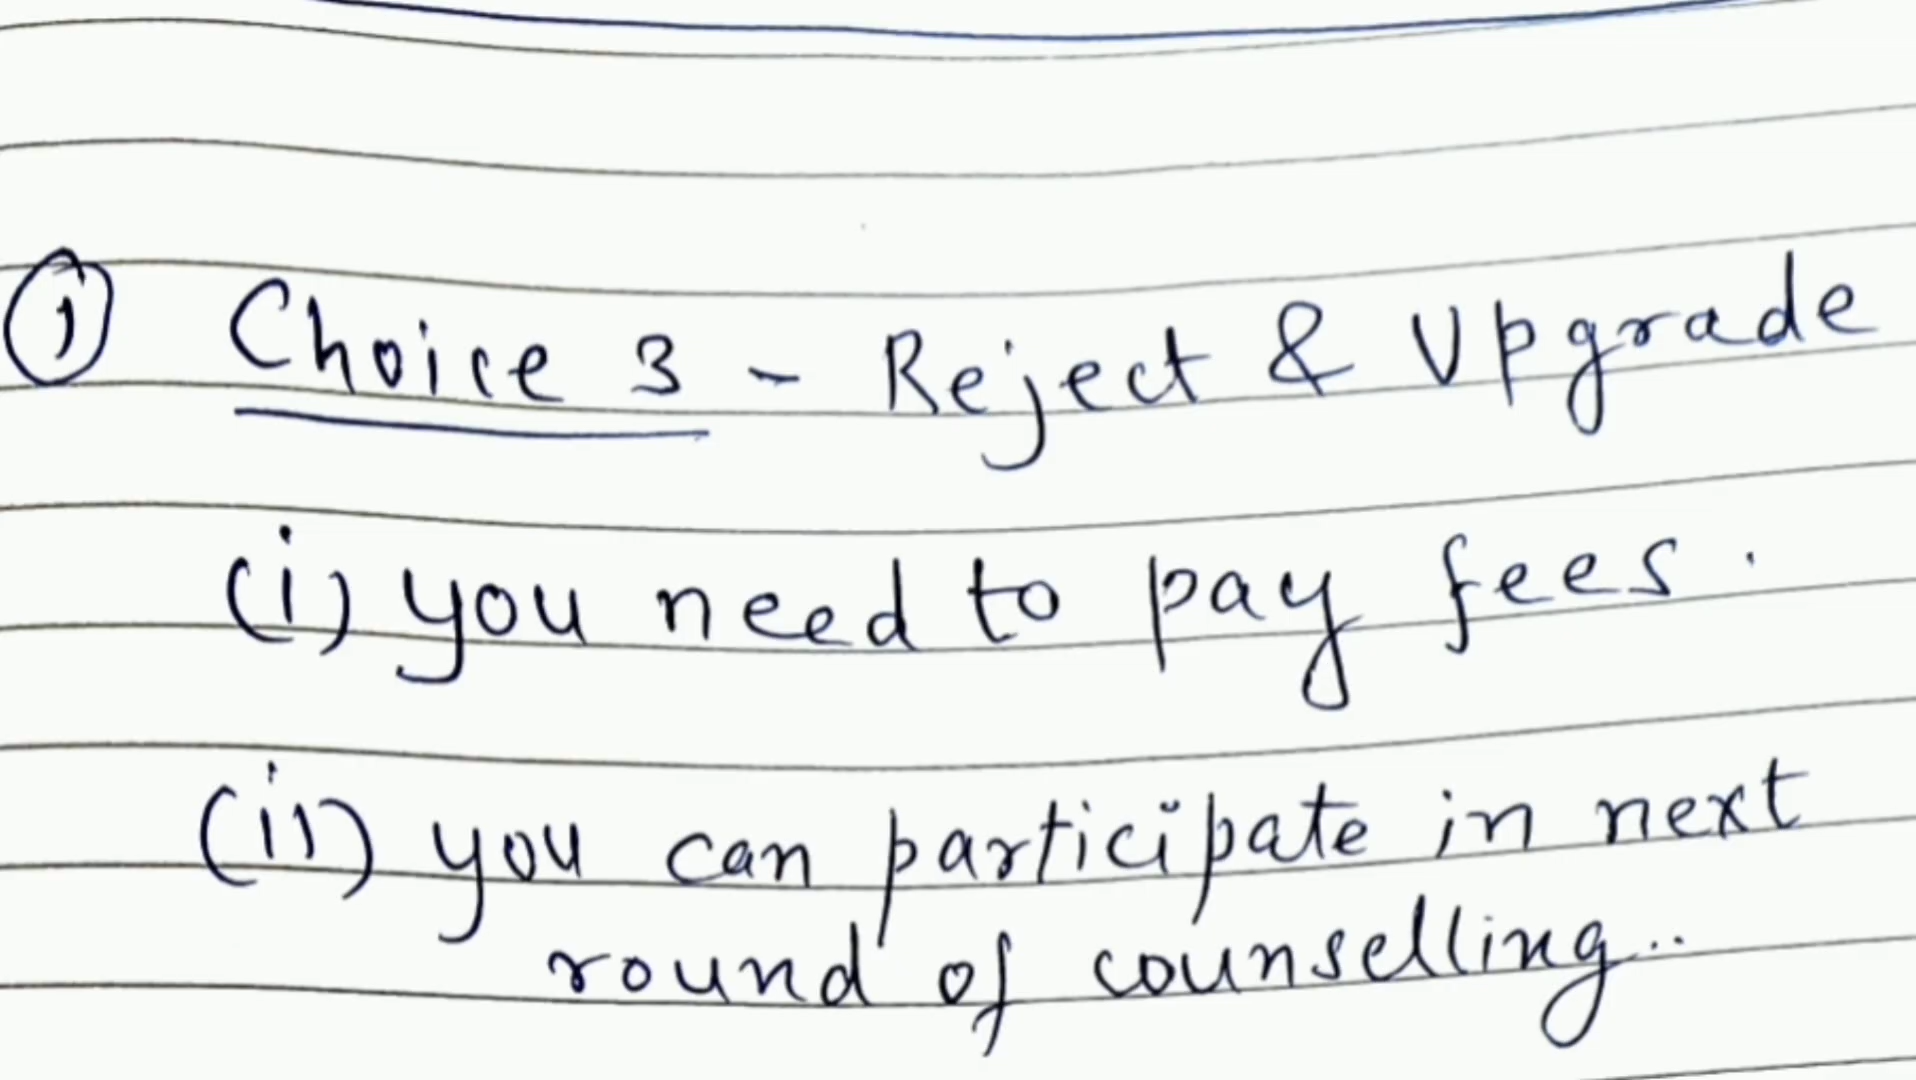 ① Choice 3 - Reject & Upgrade
(i) you need to pay fees.
(ii) you can participate in next
round of counselling..